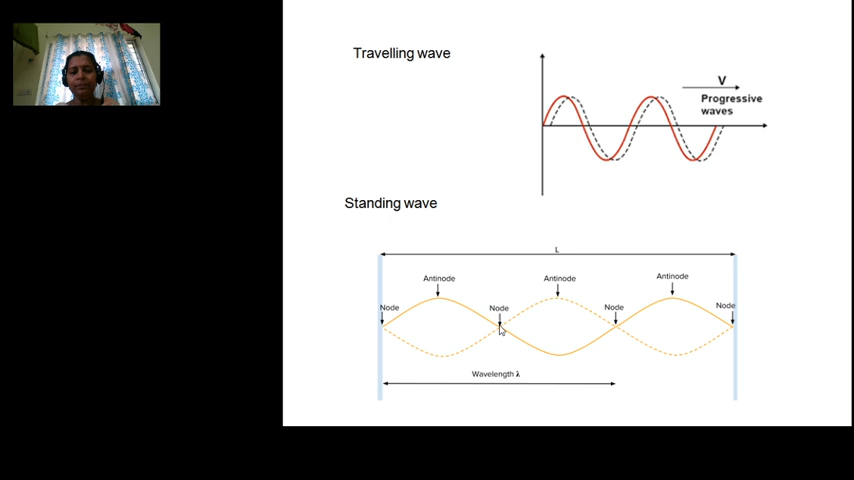 Travelling wave
V
Progressive
waves
Standing wave
L
Antinode
Antinode
Antinode
Node
Node
Node
Node
Wavelength λ